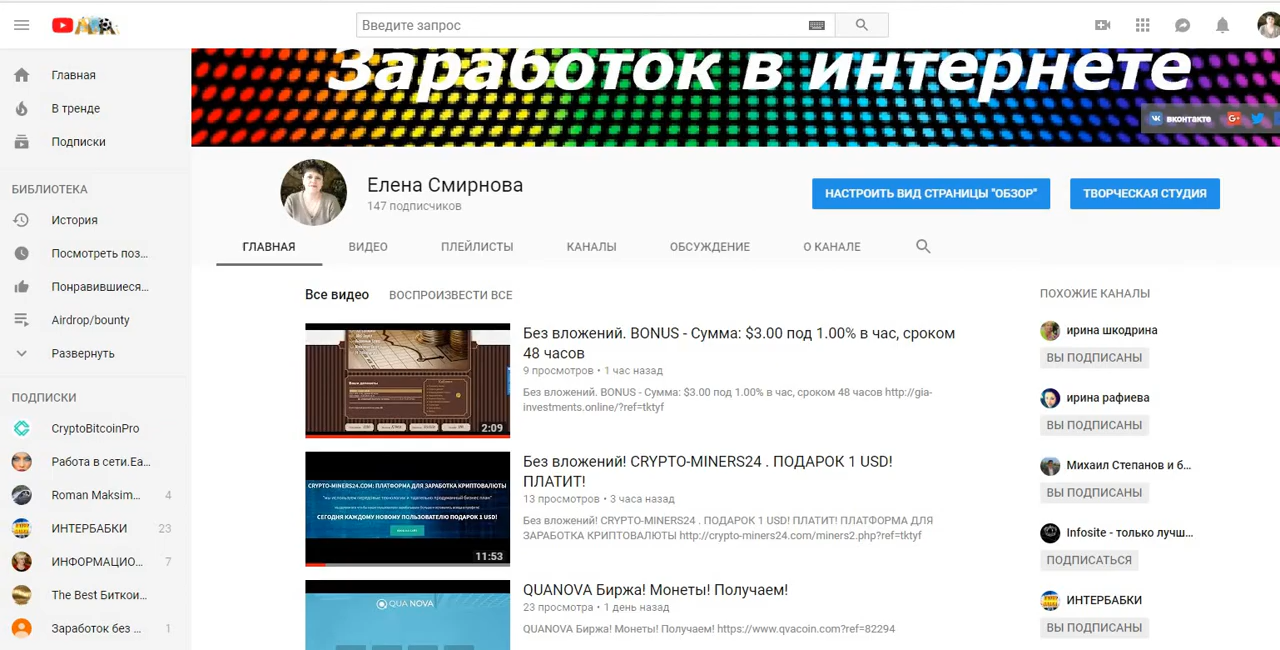 Введите запрос
Главная
В тренде
Подписки
БИБЛИОТЕКА
История
Посмотреть поз...
Понравившиеся...
Airdrop/bounty
Развернуть
ПОДПИСКИ
CryptoBitcoinPro
Работа в сети.Еа...
Roman Maksim... 4
ИНТЕРБАБКИ 23
ИНФОРМАЦИО... 7
The Best Биткои...
Заработок без ... 1
Заработок в интернете
вконтакте
G+
Елена Смирнова
147 подписчиков
НАСТРОИТЬ ВИД СТРАНИЦЫ "ОБЗОР"
ТВОРЧЕСКАЯ СТУДИЯ
ГЛАВНАЯ ВИДЕО ПЛЕЙЛИСТЫ КАНАЛЫ ОБСУЖДЕНИЕ О КАНАЛЕ
Все видео ВОСПРОИЗВЕСТИ ВСЕ
2:09
Без вложений. BONUS - Сумма: $3.00 под 1.00% в час, сроком
48 часов
9 просмотров • 1 час назад
Без вложений. BONUS - Сумма: $3.00 под 1.00% в час, сроком 48 часов http://gia-
investments.online/?ref=tktyf
CRYPTO-MINERS24.COM: ПЛАТФОРМА ДЛЯ ЗАРАБОТКА КРИПТОВАЛЮТЫ
СЕГОДНЯ КАЖДОМУ НОВОМУ ПОЛЬЗОВАТЕЛЮ ПОДАРОК 1 USD!
11:53
Без вложений! CRYPTO-MINERS24 . ПОДАРОК 1 USD!
ПЛАТИТ!
13 просмотров • 3 часа назад
Без вложений! CRYPTO-MINERS24 . ПОДАРОК 1 USD! ПЛАТИТ! ПЛАТФОРМА ДЛЯ
ЗАРАБОТКА КРИПТОВАЛЮТЫ http://crypto-miners24.com/miners2.php?ref=tktyf
QUA NOVA
QUANOVA Биржа! Монеты! Получаем!
23 просмотра • 1 день назад
QUANOVA Биржа! Монеты! Получаем! https://www.qvacoin.com?ref=82294
ПОХОЖИЕ КАНАЛЫ
ирина шкодрина
ВЫ ПОДПИСАНЫ
ирина рафиева
ВЫ ПОДПИСАНЫ
Михаил Степанов и б...
ВЫ ПОДПИСАНЫ
Infosite - только лучш...
ПОДПИСАТЬСЯ
ИНТЕРБАБКИ
ВЫ ПОДПИСАНЫ